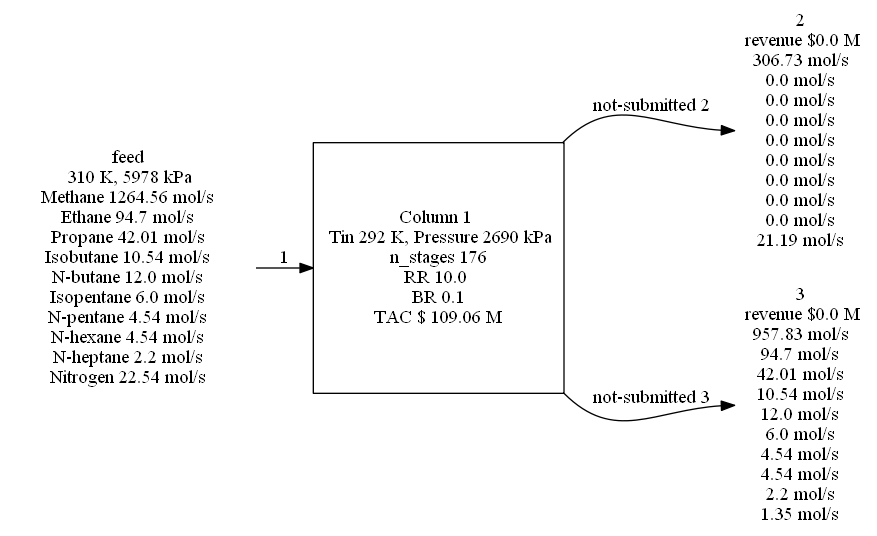 feed
310 K, 5978 kPa
Methane 1264.56 mol/s
Ethane 94.7 mol/s
Propane 42.01 mol/s
Isobutane 10.54 mol/s
N-butane 12.0 mol/s
Isopentane 6.0 mol/s
N-pentane 4.54 mol/s
N-hexane 4.54 mol/s
N-heptane 2.2 mol/s
Nitrogen 22.54 mol/s
1
Column 1
Tin 292 K, Pressure 2690 kPa
n_stages 176
RR 10.0
BR 0.1
TAC $ 109.06 M
not-submitted 2
2
revenue $0.0 M
306.73 mol/s
0.0 mol/s
0.0 mol/s
0.0 mol/s
0.0 mol/s
0.0 mol/s
0.0 mol/s
0.0 mol/s
0.0 mol/s
21.19 mol/s
not-submitted 3
3
revenue $0.0 M
957.83 mol/s
94.7 mol/s
42.01 mol/s
10.54 mol/s
12.0 mol/s
6.0 mol/s
4.54 mol/s
4.54 mol/s
2.2 mol/s
1.35 mol/s